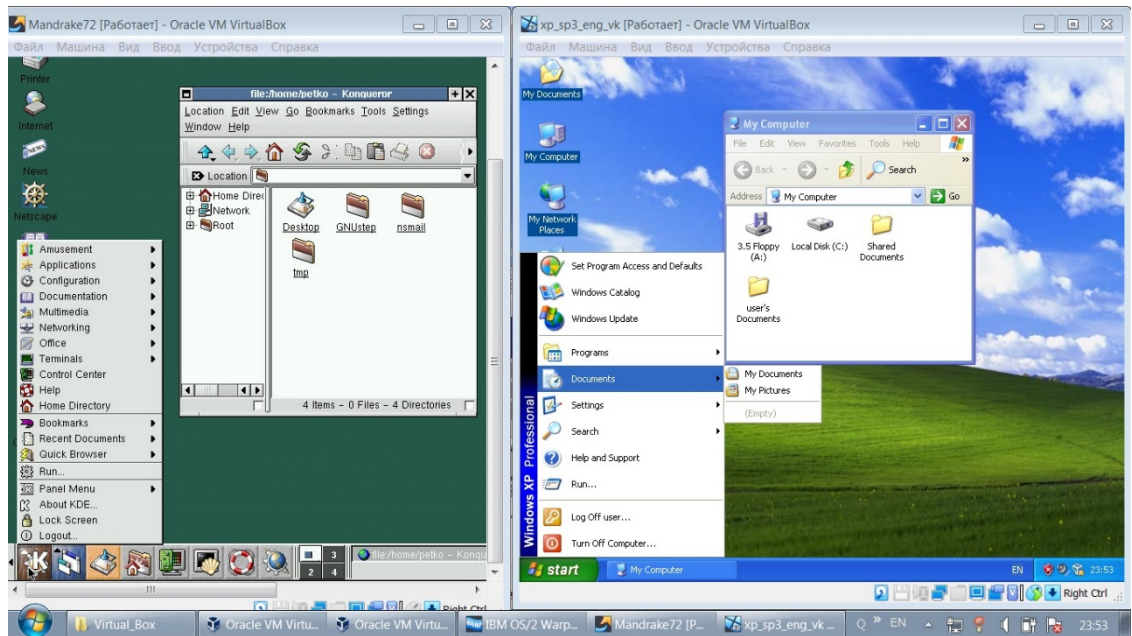 Mandrake72 [Работает] - Oracle VM VirtualBox
Файл Машина Вид Ввод Устройства Справка
Printer
Internet
News
Netscape
file:/home/petko - Konqueror
Location Edit View Go Bookmarks Tools Settings
Window Help
Location
Home Direc
Network
Root
Desktop
GNUstep
nsmail
tmp
4 Items - 0 Files - 4 Directories
Amusement
Applications
Configuration
Documentation
Multimedia
Networking
Office
Terminals
Control Center
Help
Home Directory
Bookmarks
Recent Documents
Quick Browser
Run...
Panel Menu
About KDE...
Lock Screen
Logout...
3
2 4
file:/home/petko - Konqu
Right Ctrl
xp_sp3_eng_vk [Работает] - Oracle VM VirtualBox
Файл Машина Вид Ввод Устройства Справка
My Documents
My Computer
My Network
Places
My Computer
File Edit View Favorites Tools Help
Back Search »
Address My Computer Go
3.5 Floppy
(A:)
Local Disk (C:)
Shared
Documents
user's
Documents
Windows XP Professional
Set Program Access and Defaults
Windows Catalog
Windows Update
Programs
Documents
Settings
Search
Help and Support
Run...
Log Off user...
Turn Off Computer...
My Documents
My Pictures
(Empty)
start My Computer EN 23:53
Right Ctrl
Virtual_Box Oracle VM Virtu... Oracle VM Virtu... IBM OS/2 Warp... Mandrake72 [P... xp_sp3_eng_vk ... Q » EN 23:53